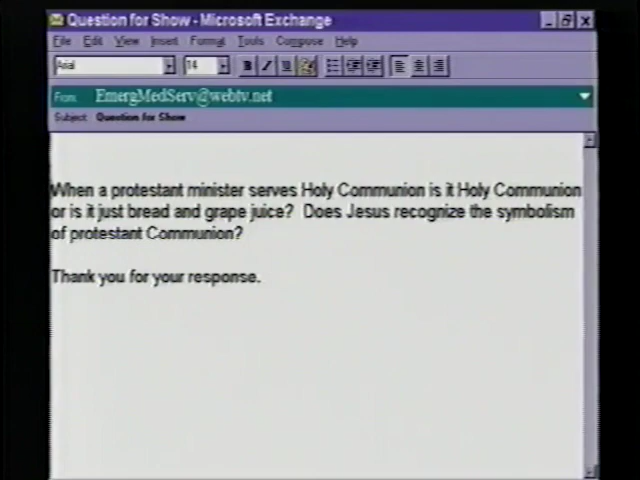 Question for Show - Microsoft Exchange
File Edit View Insert Format Tools Compose Help
Arial 14 B I U
From: EmergMedServ@webtv.net
Subject: Question for Show
When a protestant minister serves Holy Communion is it Holy Communion
or is it just bread and grape juice? Does Jesus recognize the symbolism
of protestant Communion?
Thank you for your response.